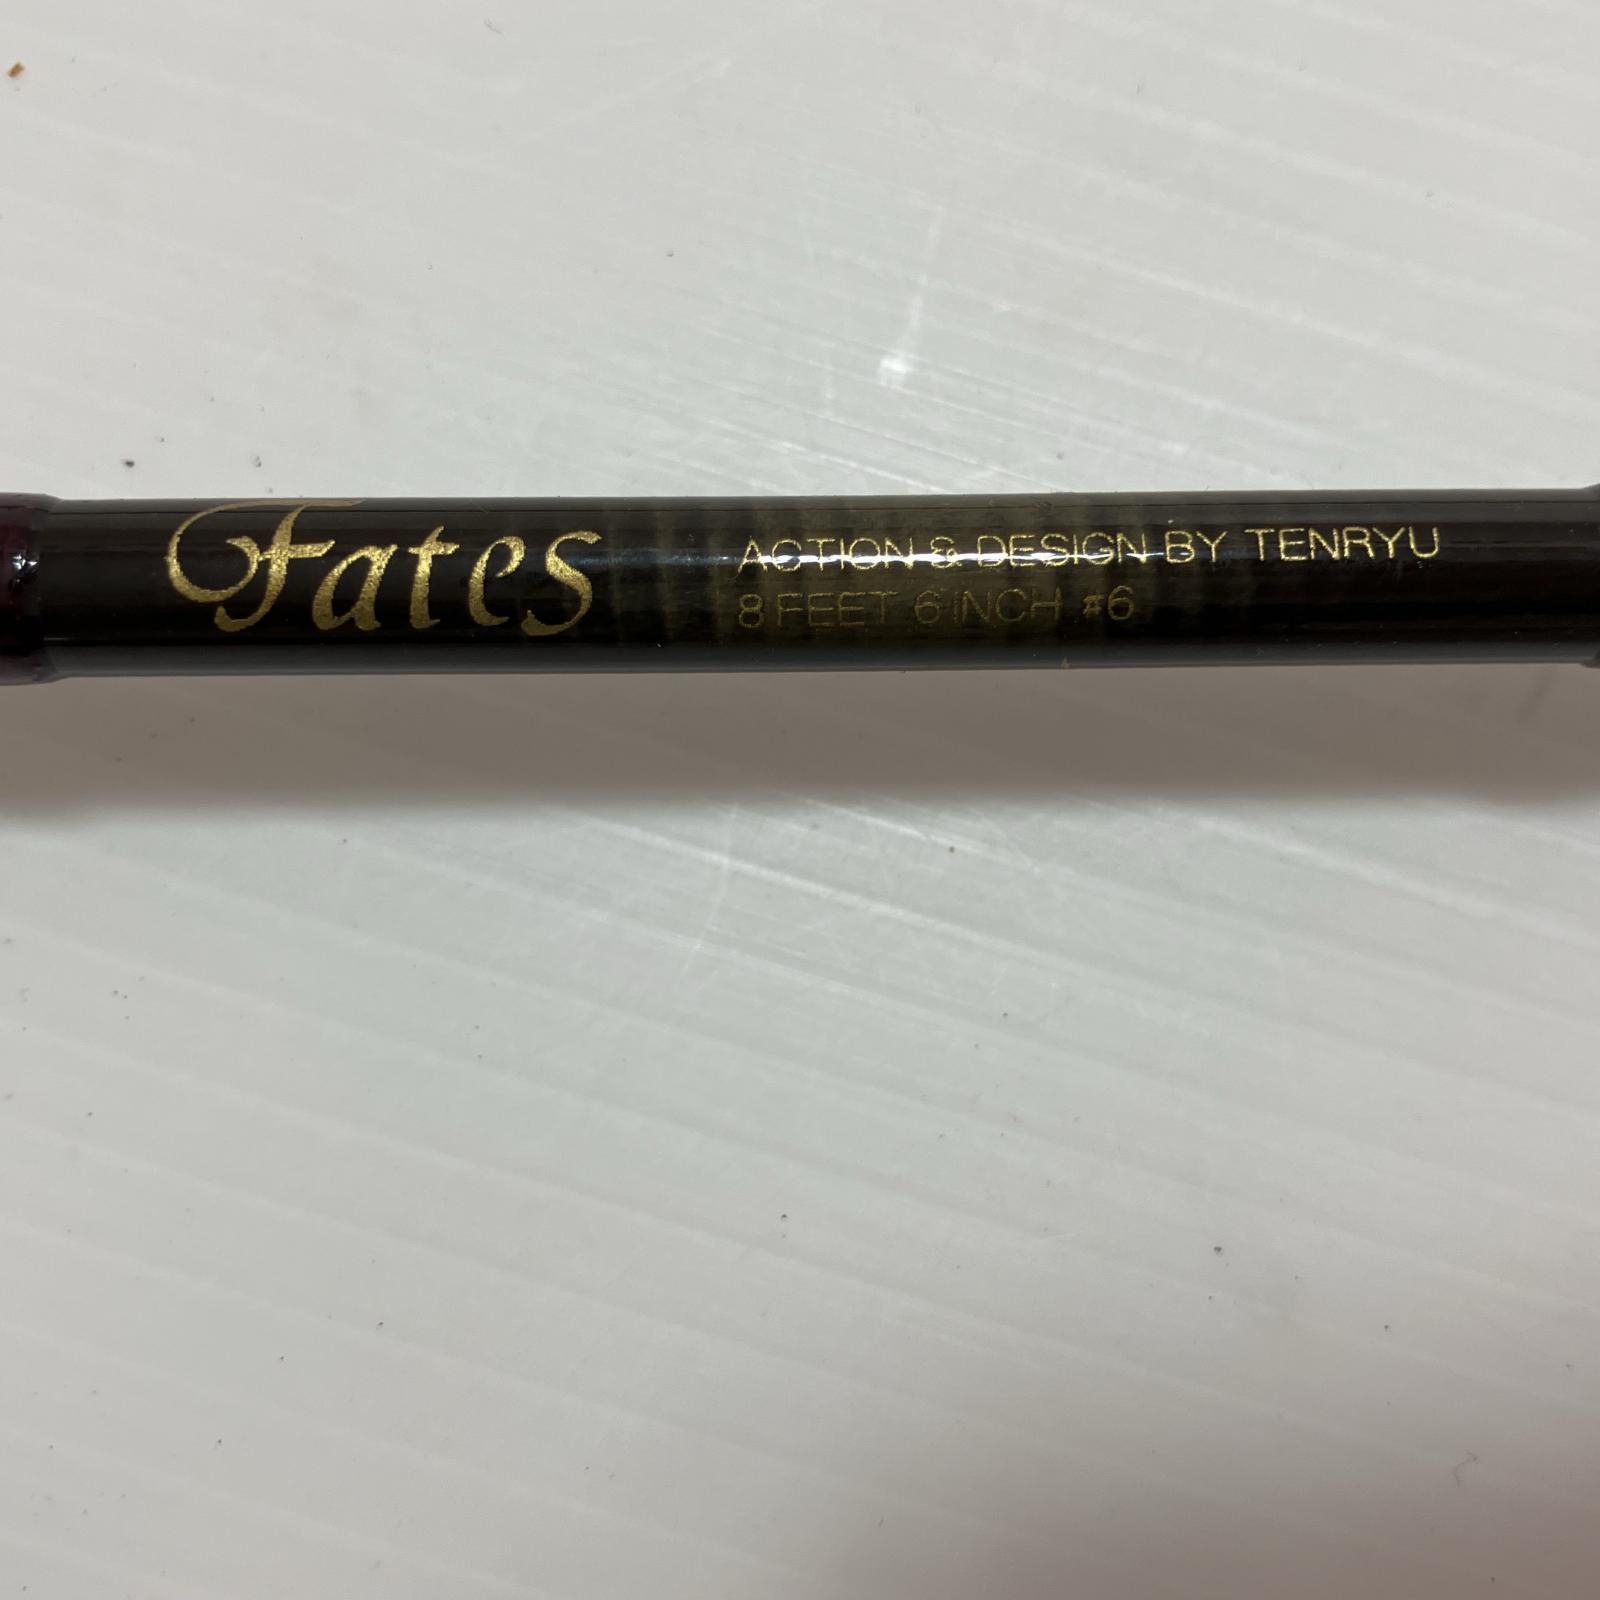 Fates
ACTION & DESIGN BY TENRYU
8 FEET 6 INCH #6